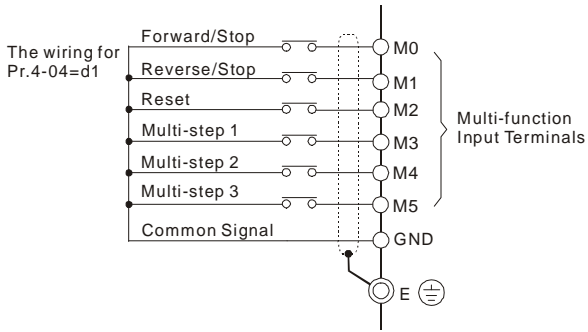 Forward/Stop
M0
The wiring for
Pr.4-04=d1
Reverse/Stop
M1
Reset
M2
Multi-step 1
M3
Multi-function
Input Terminals
Multi-step 2
M4
Multi-step 3
M5
Common Signal
GND
E